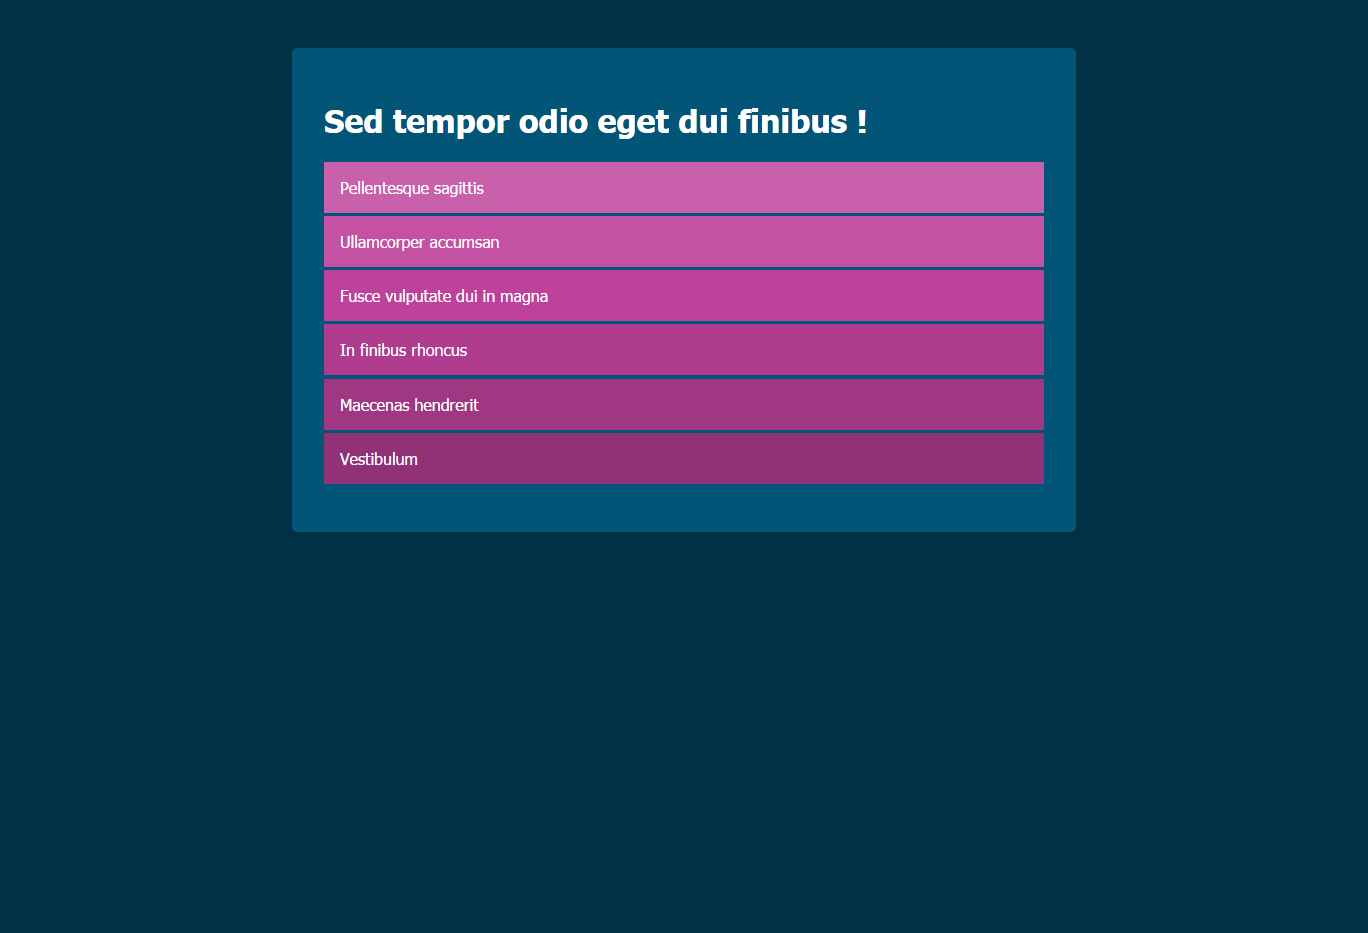 Sed tempor odio eget dui finibus !
Pellentesque sagittis
Ullamcorper accumsan
Fusce vulputate dui in magna
In finibus rhoncus
Maecenas hendrerit
Vestibulum